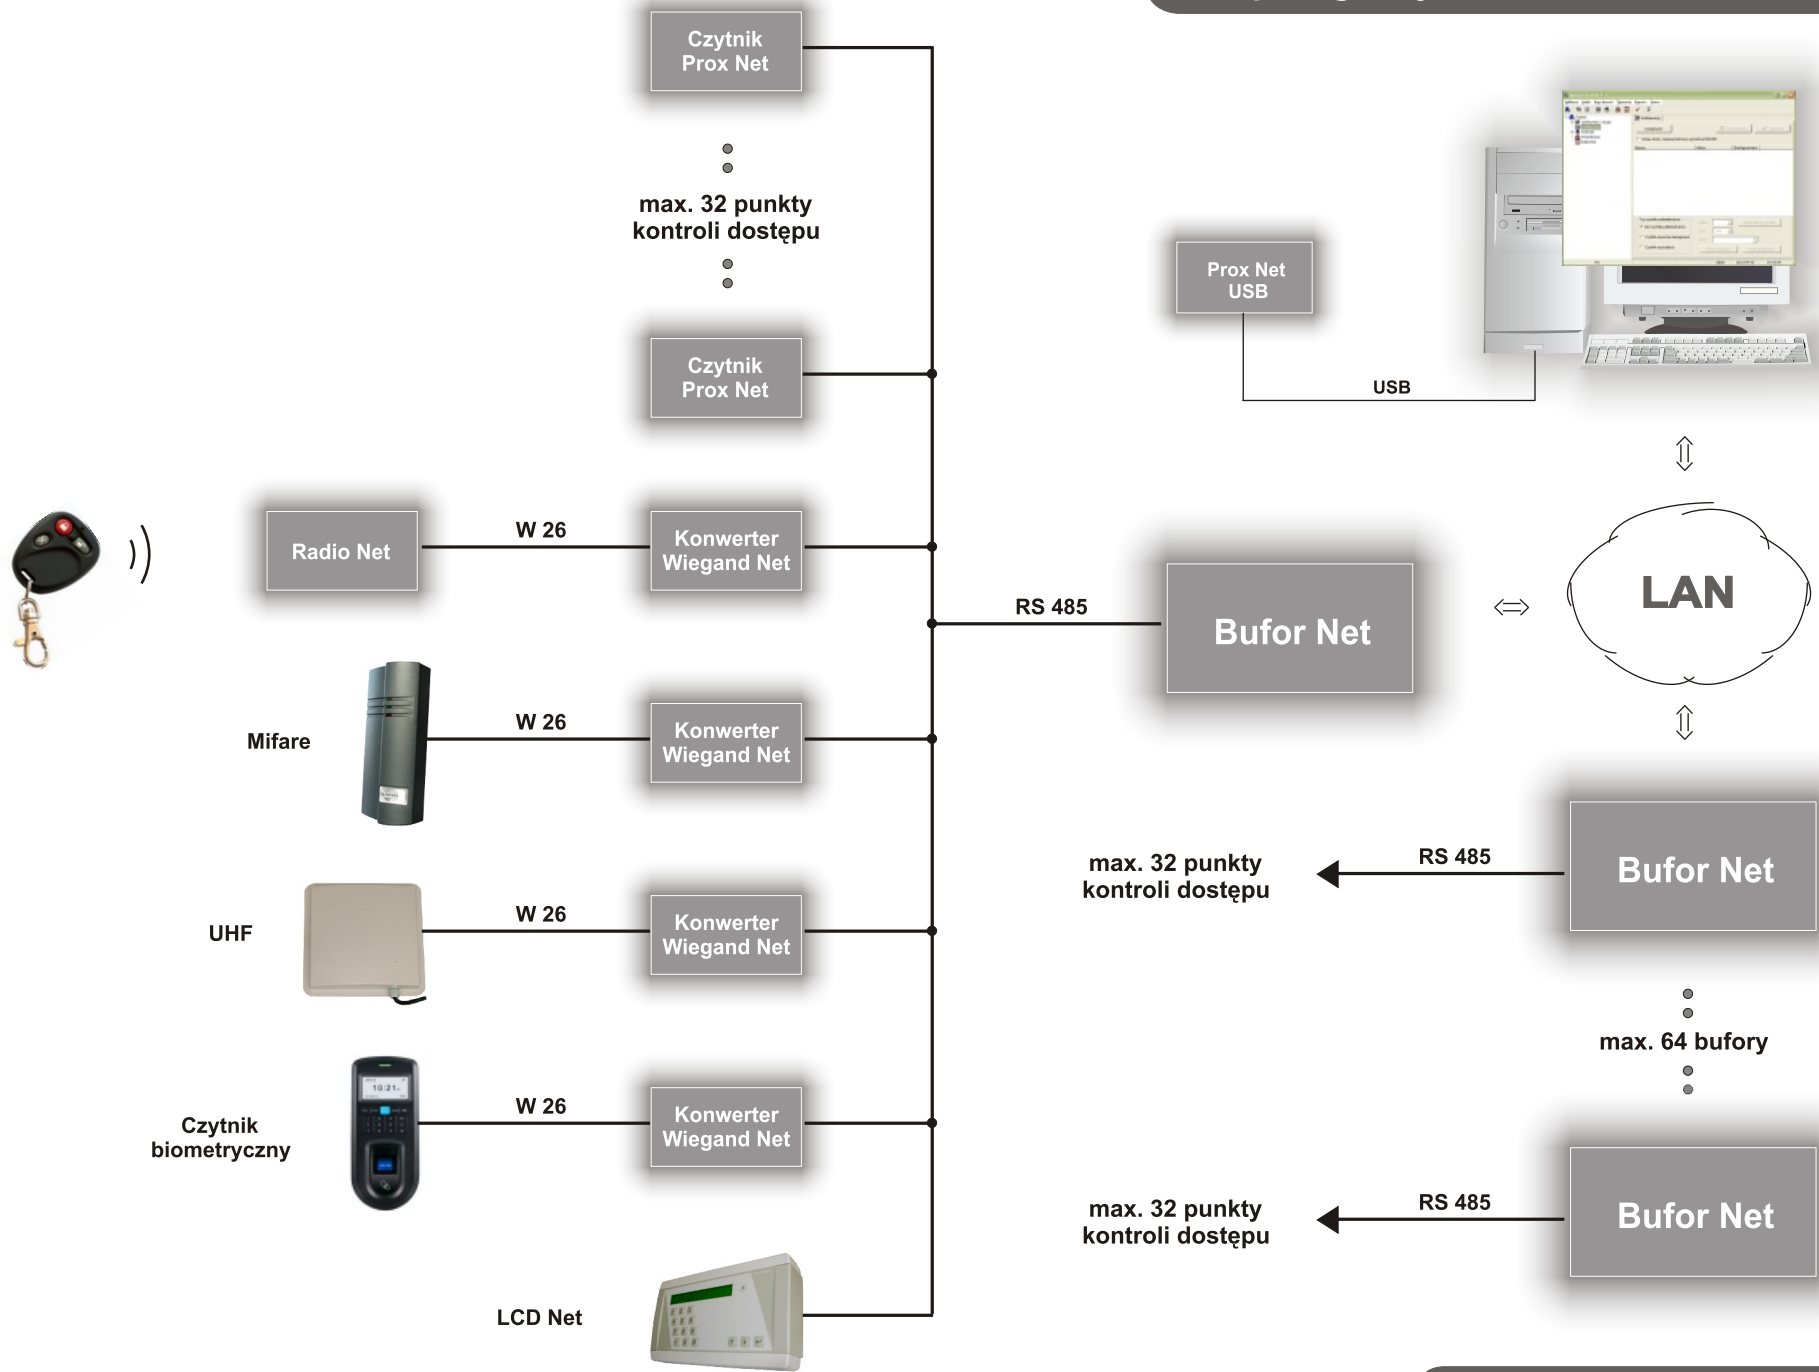 Czytnik
Prox Net
max. 32 punkty
kontroli dostępu
Czytnik
Prox Net
Prox Net
USB
USB
Radio Net
W 26
Konwerter
Wiegand Net
RS 485
Bufor Net
LAN
Mifare
W 26
Konwerter
Wiegand Net
max. 32 punkty
kontroli dostępu
RS 485
Bufor Net
UHF
W 26
Konwerter
Wiegand Net
max. 64 bufory
10:21
Czytnik
biometryczny
W 26
Konwerter
Wiegand Net
max. 32 punkty
kontroli dostępu
RS 485
Bufor Net
LCD Net